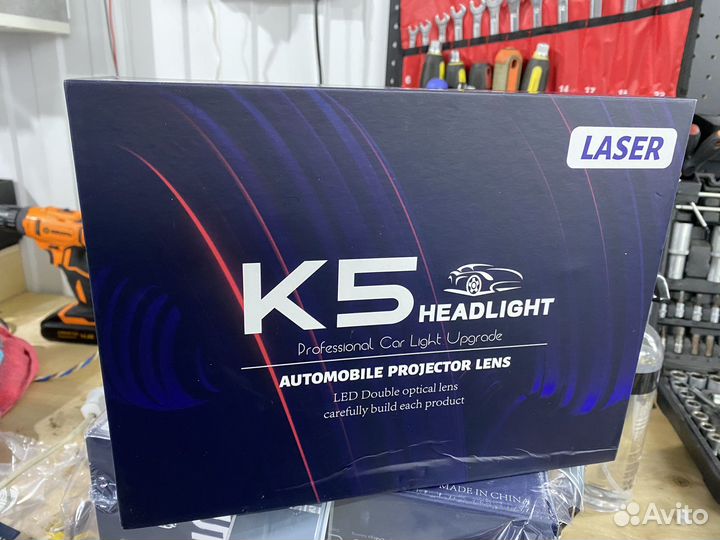 LASER
K5 HEADLIGHT
Professional Car Light Upgrade
AUTOMOBILE PROJECTOR LENS
LED Double optical lens
carefully build each product
MADE IN CHINA
Avito